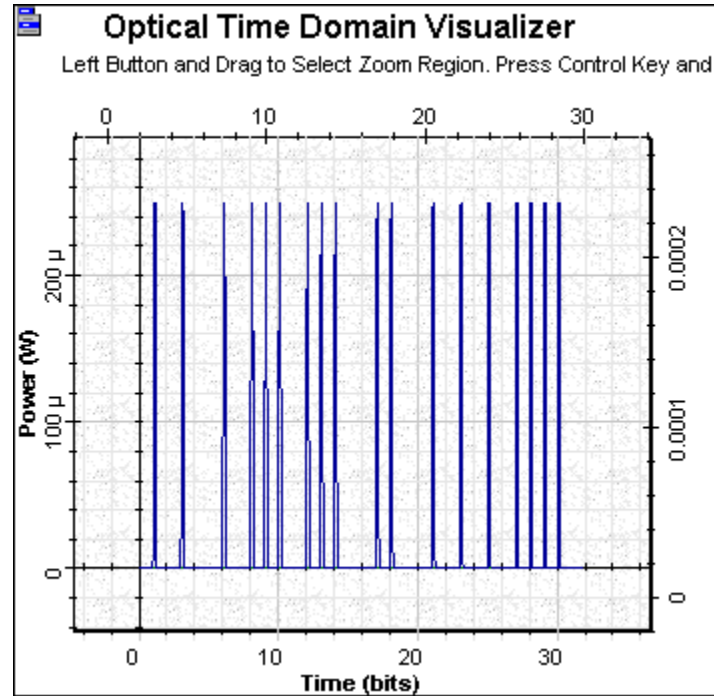 Optical Time Domain Visualizer
Left Button and Drag to Select Zoom Region. Press Control Key and
0 10 20 30
Power (W)
200 µ
100 µ
0
0.0002
0.0001
0
0 10 20 30
Time (bits)